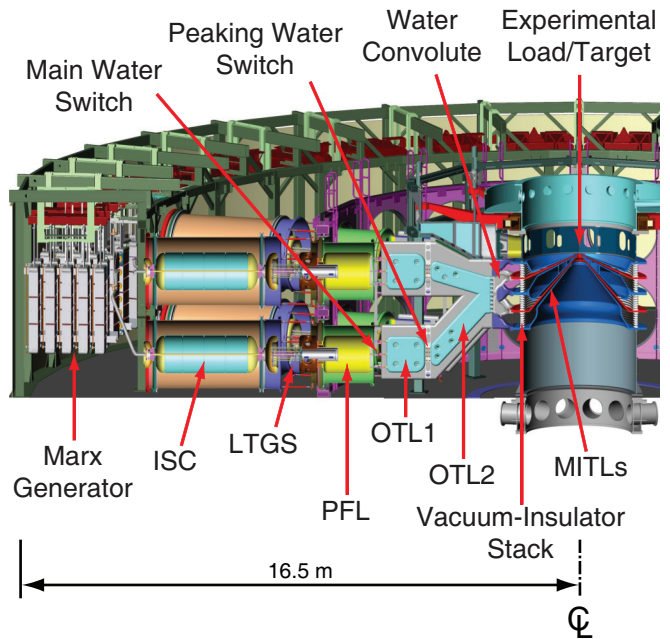 Water
Convolute
Experimental
Load/Target
Peaking Water
Switch
Main Water
Switch
Marx
Generator
ISC
LTGS
PFL
OTL1
OTL2
MITLs
Vacuum-Insulator
Stack
16.5 m
℄